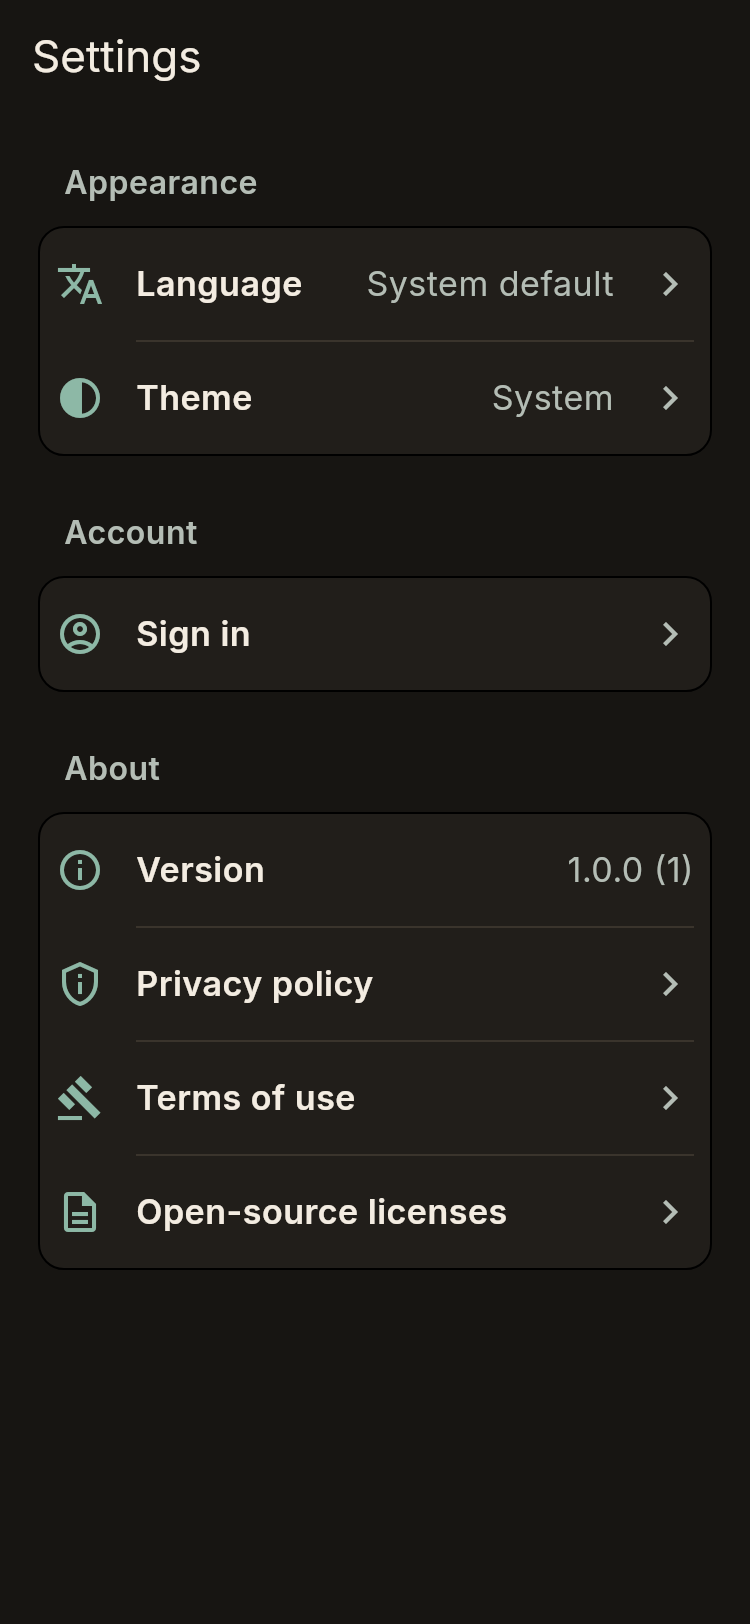 Settings
Appearance
Language System default
Theme System
Account
Sign in
About
Version 1.0.0 (1)
Privacy policy
Terms of use
Open-source licenses